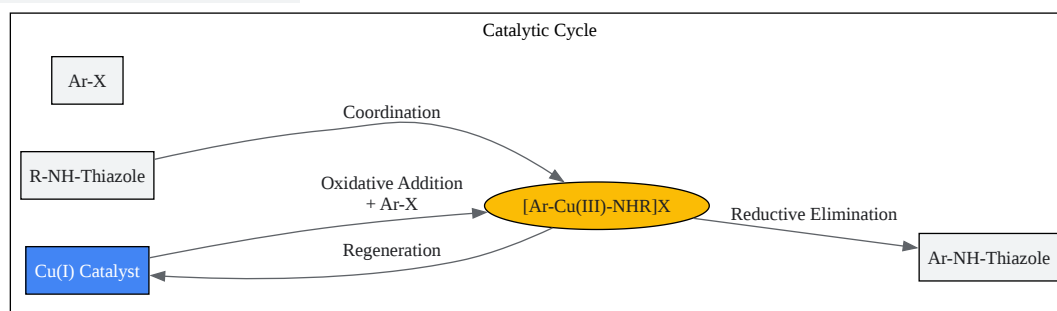 Catalytic Cycle
Ar-X
Coordination
R-NH-Thiazole
Oxidative Addition
+ Ar-X
[Ar-Cu(III)-NHR]X
Reductive Elimination
Regeneration
Ar-NH-Thiazole
Cu(I) Catalyst